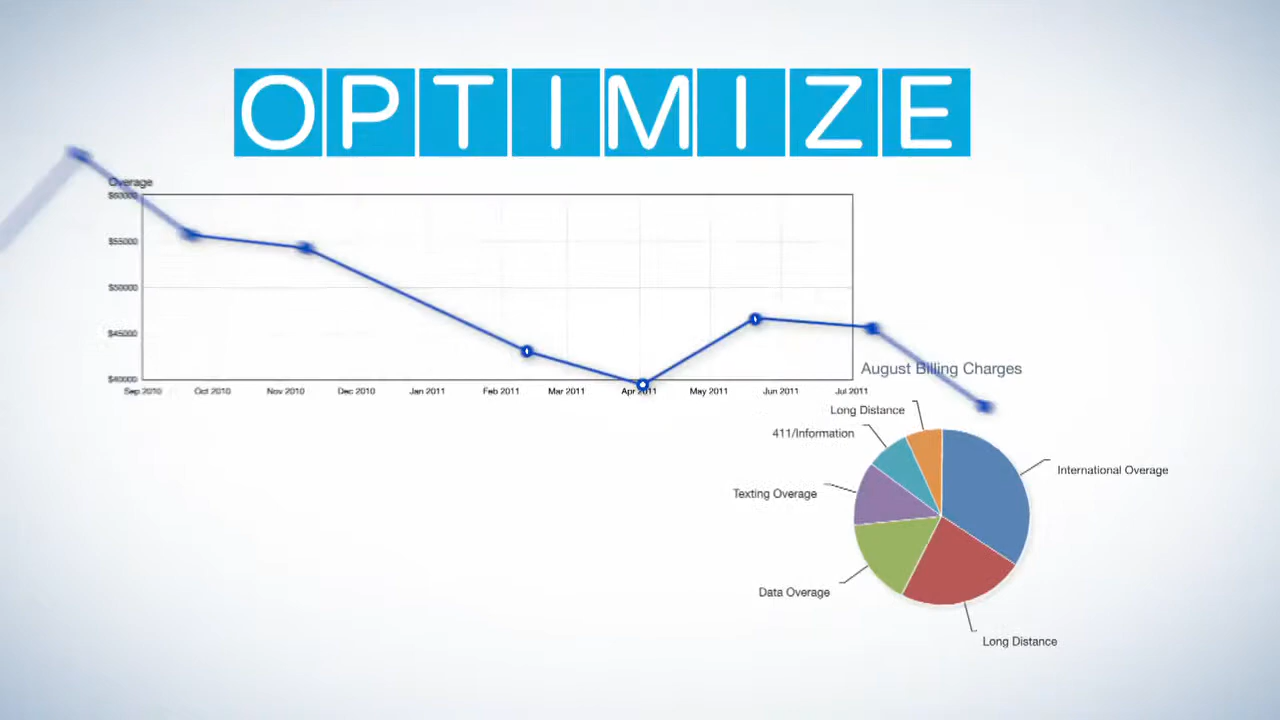 OPTIMIZE
Overage
$60000
$55000
$50000
$45000
$40000
Sep 2010 Oct 2010 Nov 2010 Dec 2010 Jan 2011 Feb 2011 Mar 2011 Apr 2011 May 2011 Jun 2011 Jul 2011
August Billing Charges
Long Distance
411/Information
International Overage
Texting Overage
Data Overage
Long Distance